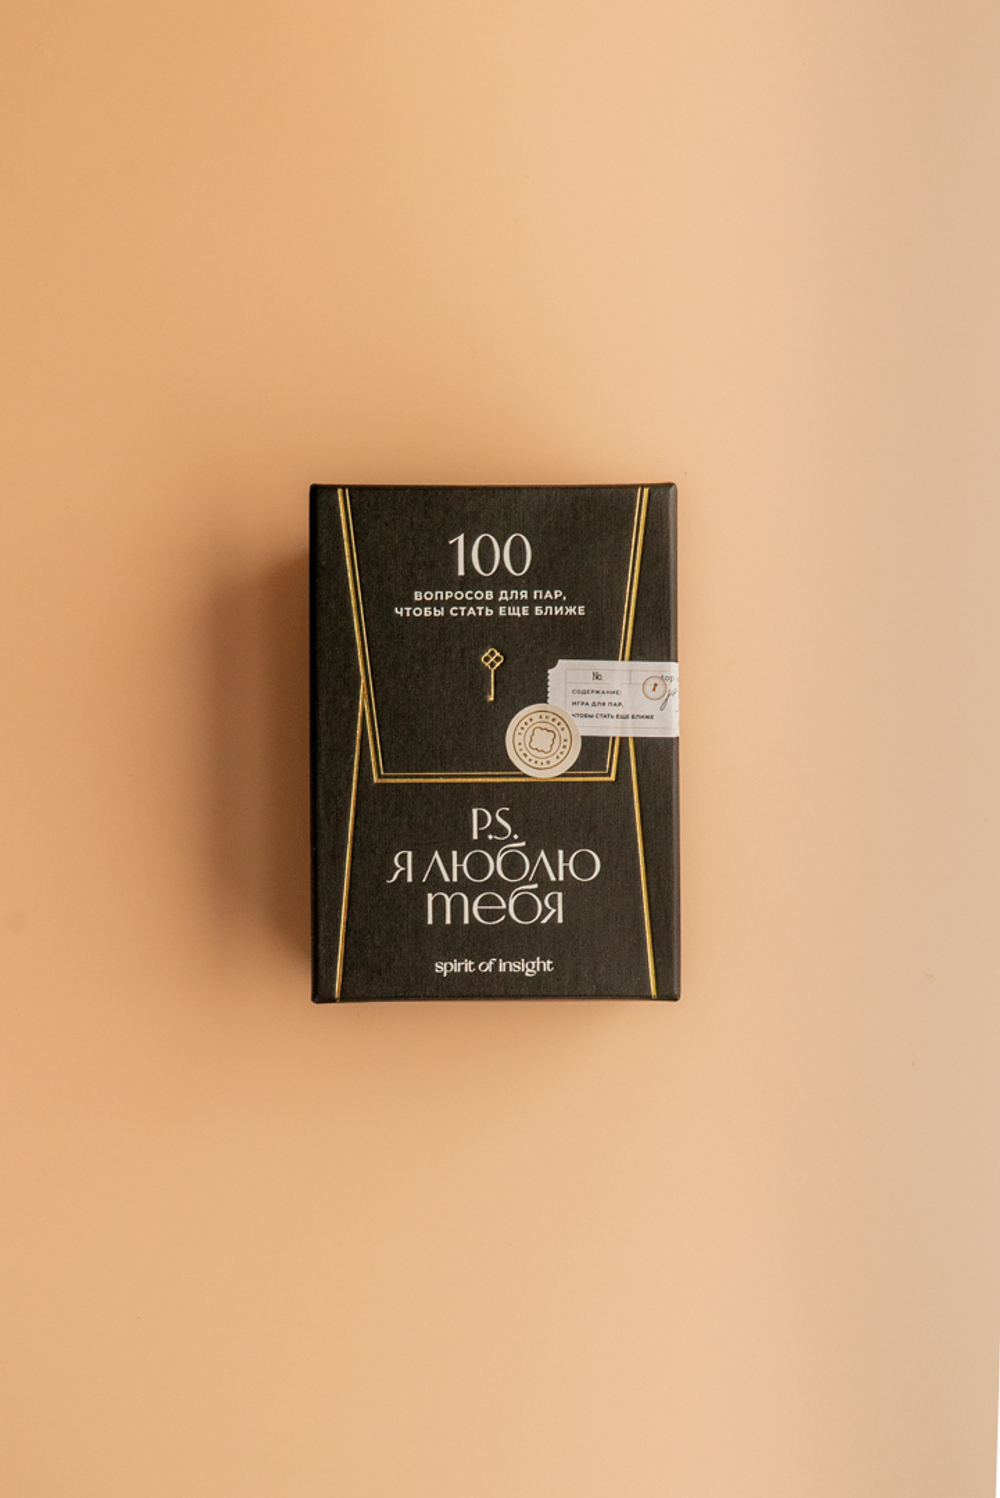 100
ВОПРОСОВ ДЛЯ ПАР,
ЧТОБЫ СТАТЬ ЕЩЕ БЛИЖЕ
No
СОДЕРЖАНИЕ:
ИГРА ДЛЯ ПАР,
ЧТОБЫ СТАТЬ ЕЩЕ БЛИЖЕ
P.S.
Я ЛЮБЛЮ
тебя
spirit of insight